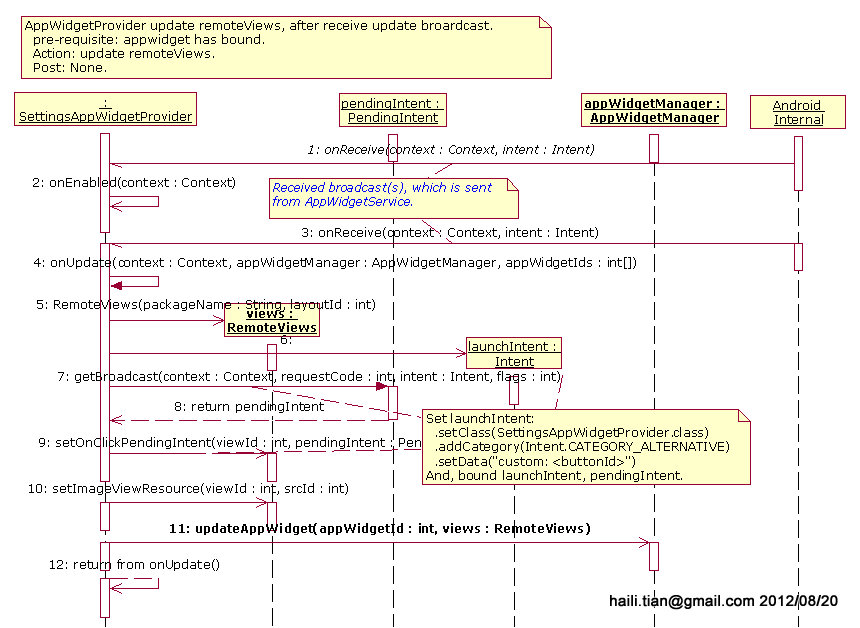 AppWidgetProvider update remoteViews, after receive update broardcast.
pre-requisite: appwidget has bound.
Action: update remoteViews.
Post: None.
:
SettingsAppWidgetProvider
pendingIntent :
PendingIntent
appWidgetManager :
AppWidgetManager
Android
Internal
1: onReceive(context : Context, intent : Intent)
2: onEnabled(context : Context)
Received broadcast(s), which is sent
from AppWidgetService.
3: onReceive(context : Context, intent : Intent)
4: onUpdate(context : Context, appWidgetManager : AppWidgetManager, appWidgetIds : int[])
5: RemoteViews(packageName : String, layoutId : int)
views :
RemoteViews
6:
launchIntent :
Intent
7: getBroadcast(context : Context, requestCode : int, intent : Intent, flags : int)
8: return pendingIntent
Set launchIntent:
.setClass(SettingsAppWidgetProvider.class)
.addCategory(Intent.CATEGORY_ALTERNATIVE)
.setData("custom: <buttonId>")
And, bound launchIntent, pendingIntent.
9: setOnClickPendingIntent(viewId : int, pendingIntent : Pen
10: setImageViewResource(viewId : int, srcId : int)
11: updateAppWidget(appWidgetId : int, views : RemoteViews)
12: return from onUpdate()
haili.tian@gmail.com 2012/08/20